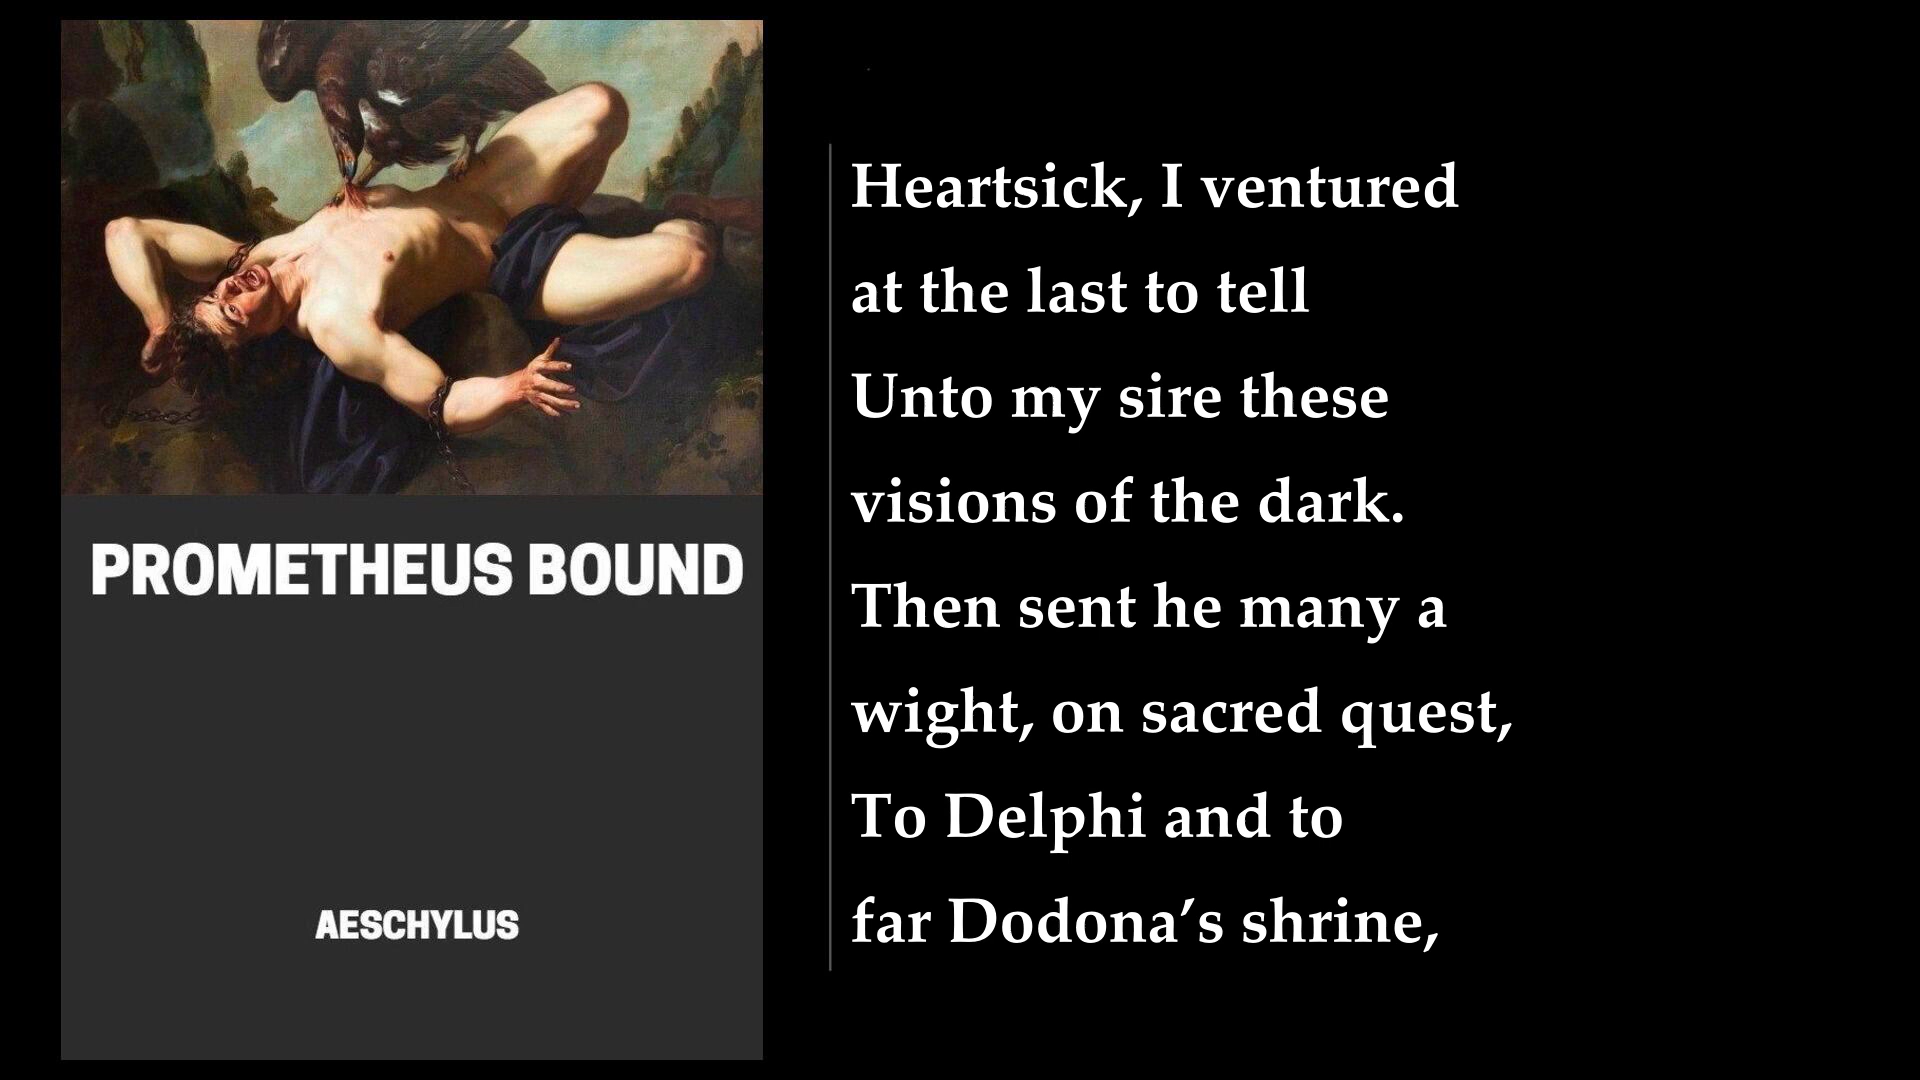 PROMETHEUS BOUND
AESCHYLUS
Heartsick, I ventured
at the last to tell
Unto my sire these
visions of the dark.
Then sent he many a
wight, on sacred quest,
To Delphi and to
far Dodona’s shrine,